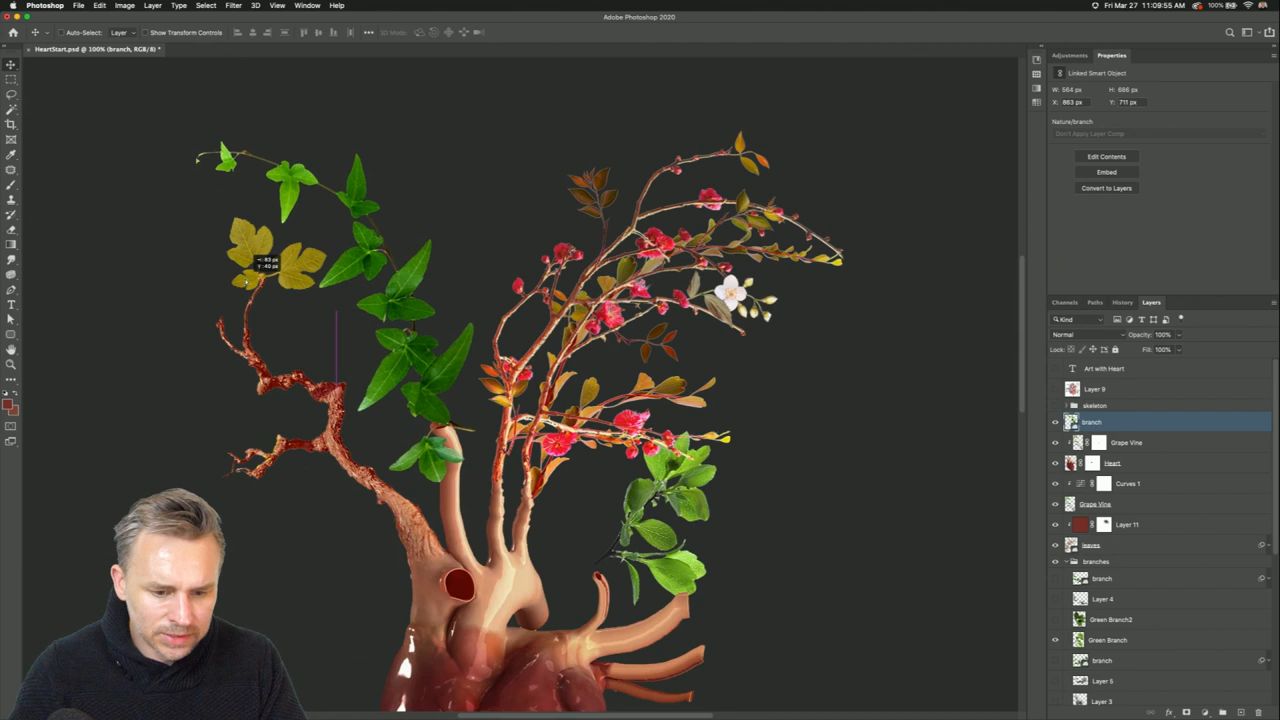 Photoshop File Edit Image Layer Type Select Filter 3D View Window Help
100% Fri Mar 27 11:09:55 AM
Adobe Photoshop 2020
Auto-Select: Layer Show Transform Controls 3D Mode:
HeartStart.psd @ 100% (branch, RGB/8) *
Adjustments Properties
Linked Smart Object
W: 564 px H: 686 px
X: 863 px Y: 711 px
Nature/branch
Don't Apply Layer Comp
Edit Contents
Embed
Convert to Layers
Channels Paths History Layers
Kind
Normal Opacity: 100%
Lock: Fill: 100%
Art with Heart
Layer 9
skeleton
branch
Grape Vine
Heart
Curves 1
Grape Vine
Layer 11
leaves
branches
branch
Layer 4
Green Branch2
Green Branch
branch
Layer 5
Layer 3